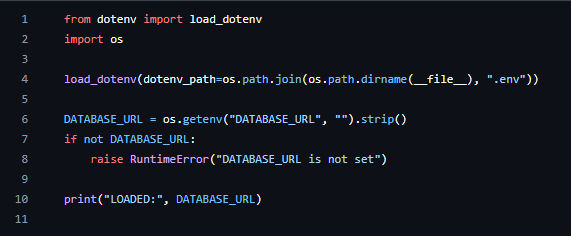 1 from dotenv import load_dotenv
2 import os
3
4 load_dotenv(dotenv_path=os.path.join(os.path.dirname(__file__), ".env"))
5
6 DATABASE_URL = os.getenv("DATABASE_URL", "").strip()
7 if not DATABASE_URL:
8     raise RuntimeError("DATABASE_URL is not set")
9
10 print("LOADED:", DATABASE_URL)
11